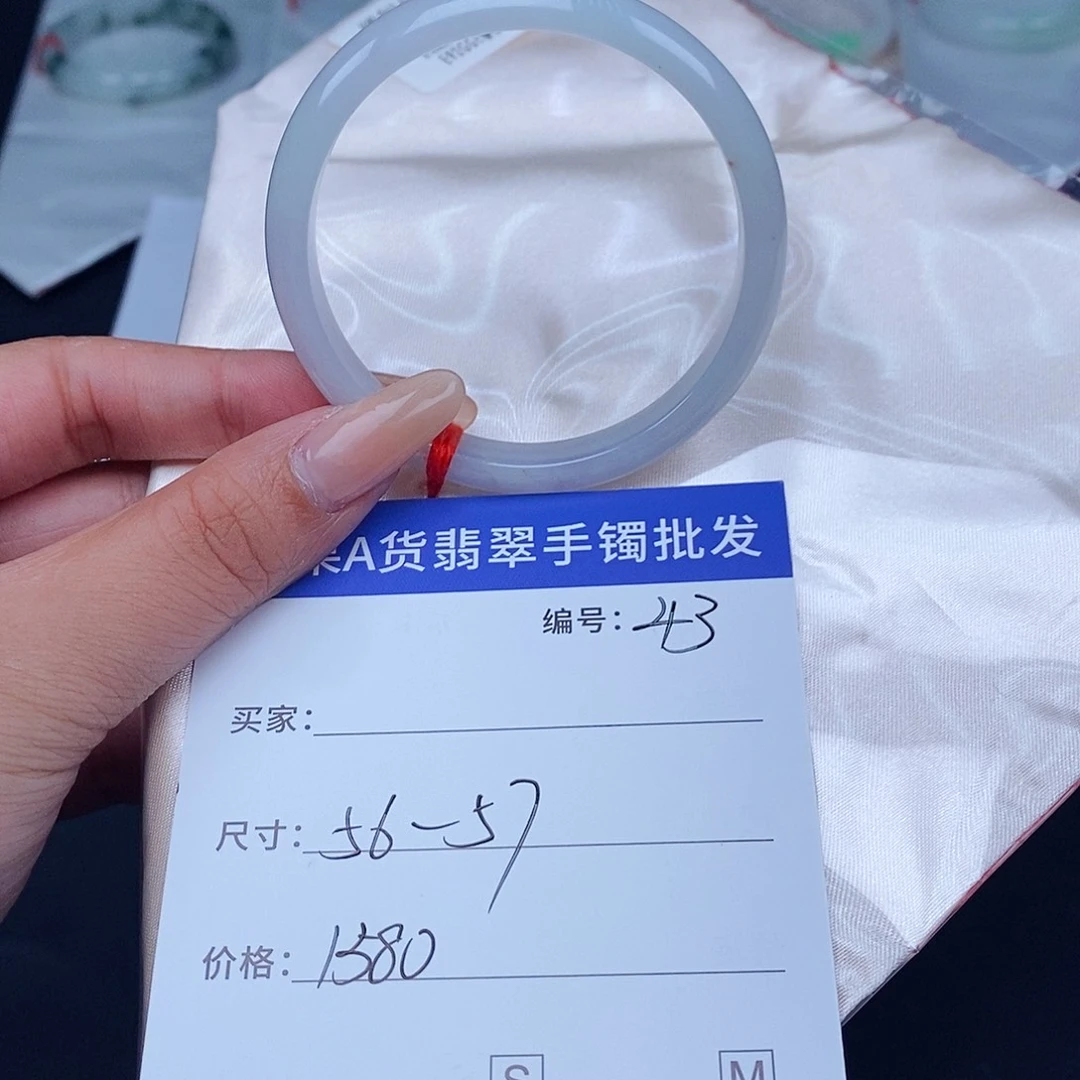 A货翡翠手镯批发
编号：43
买家：
尺寸：56-57
价格：1580
S M